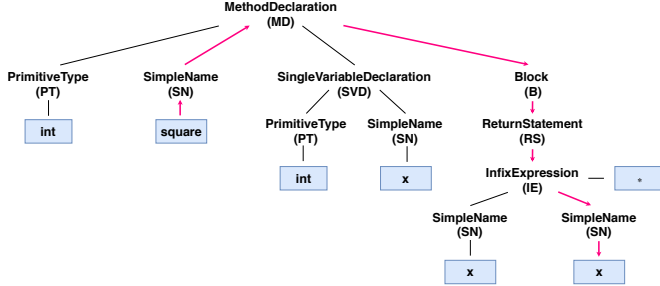 MethodDeclaration
(MD)
PrimitiveType
(PT)
SimpleName
(SN)
SingleVariableDeclaration
(SVD)
Block
(B)
int
square
PrimitiveType
(PT)
SimpleName
(SN)
ReturnStatement
(RS)
int
x
InfixExpression
(IE)
*
SimpleName
(SN)
SimpleName
(SN)
x
x